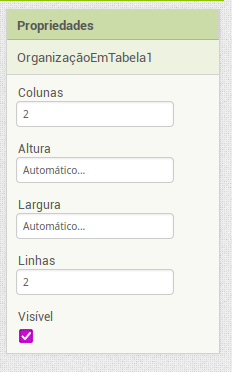 Propriedades
OrganizaçãoEmTabela1
Colunas
2
Altura
Automático...
Largura
Automático...
Linhas
2
Visível